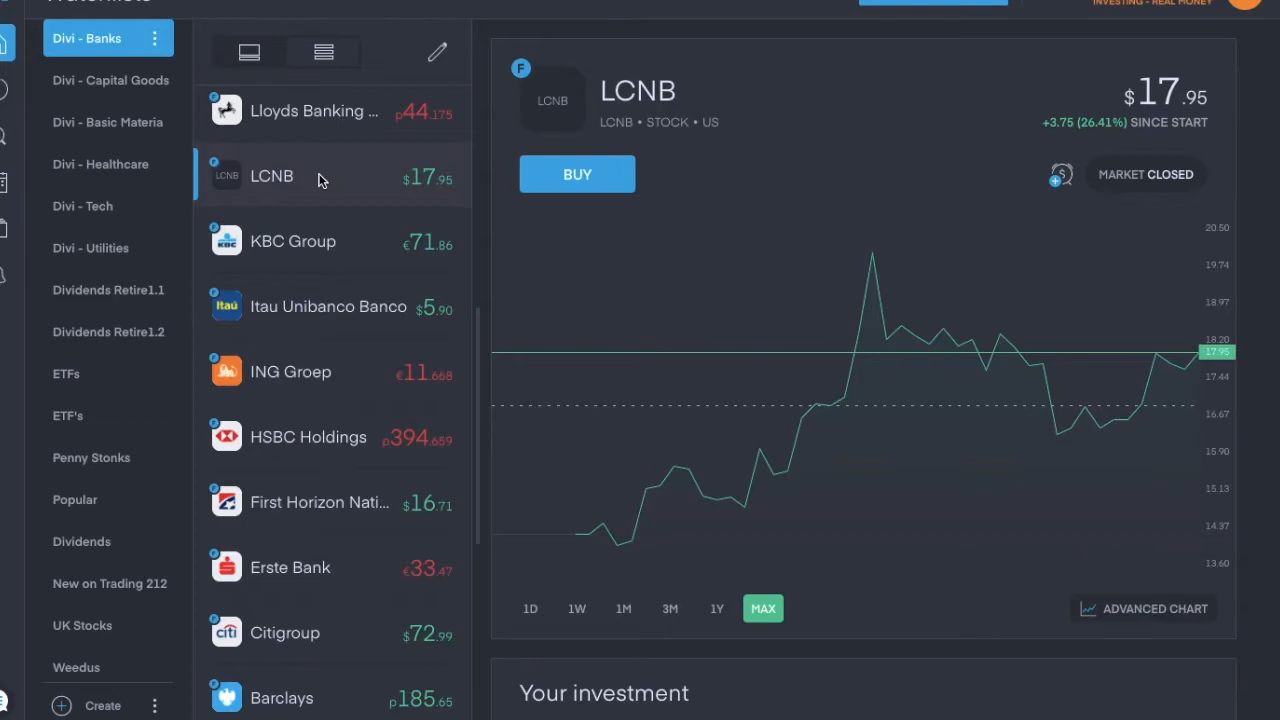 Watchlists
INVESTING - REAL MONEY
Divi - Banks
Divi - Capital Goods
Divi - Basic Materia
Divi - Healthcare
Divi - Tech
Divi - Utilities
Dividends Retire1.1
Dividends Retire1.2
ETFs
ETF's
Penny Stonks
Popular
Dividends
New on Trading 212
UK Stocks
Weedus
Create
Lloyds Banking ... p44.175
LCNB LCNB $17.95
KBC KBC Group €71.86
Itaú Itau Unibanco Banco $5.90
ING Groep €11.668
HSBC Holdings p394.659
First Horizon Nati... $16.71
Erste Bank €33.47
citi Citigroup $72.99
Barclays p185.65
F
LCNB
LCNB
LCNB • STOCK • US
$17.95
+3.75 (26.41%) SINCE START
BUY
MARKET CLOSED
20.50
19.74
18.97
18.20
17.95
17.44
16.67
15.90
15.13
14.37
13.60
1D 1W 1M 3M 1Y MAX
ADVANCED CHART
Your investment